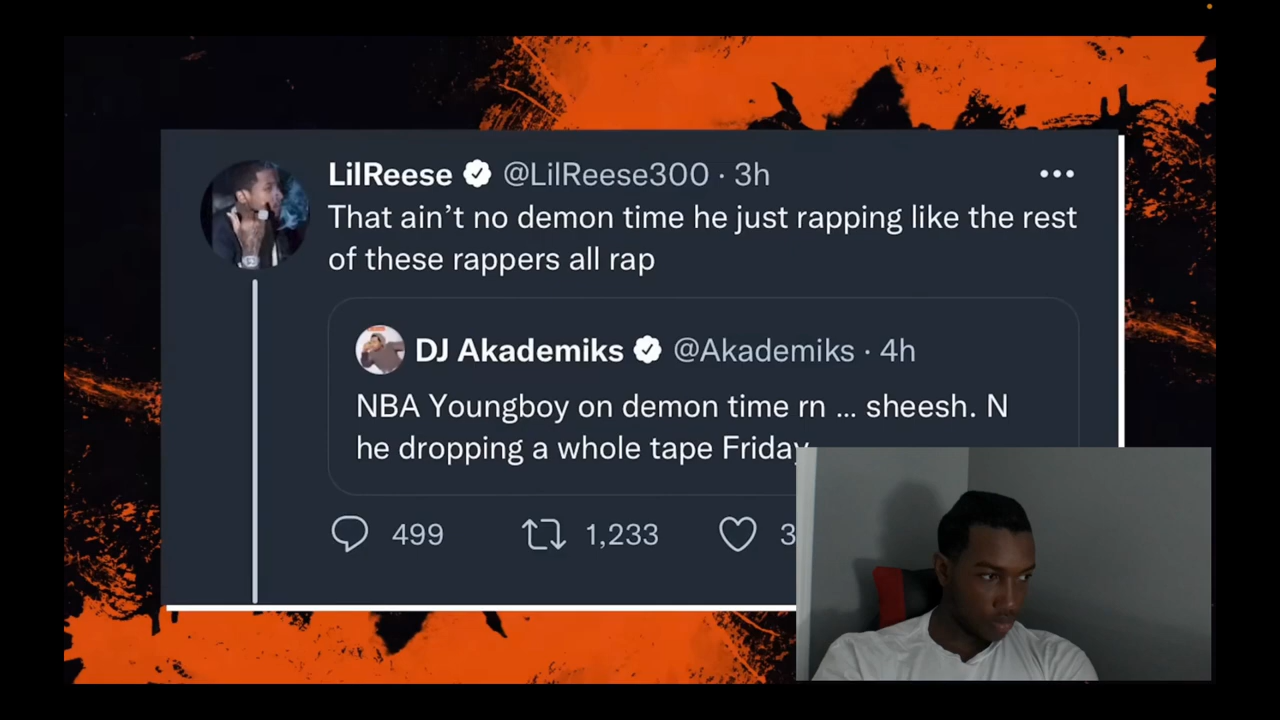 LilReese @LilReese300 · 3h
That ain’t no demon time he just rapping like the rest
of these rappers all rap
DJ Akademiks @Akademiks · 4h
NBA Youngboy on demon time rn ... sheesh. N
he dropping a whole tape Friday
499 1,233 3